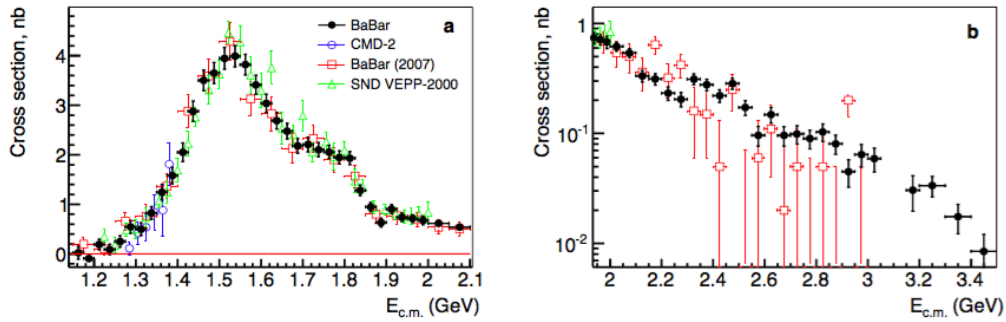 Cross section, nb
4
3
2
1
0
a
BaBar
CMD-2
BaBar (2007)
SND VEPP-2000
1.2 1.3 1.4 1.5 1.6 1.7 1.8 1.9 2 2.1
E c.m. (GeV)
Cross section, nb
1
10⁻¹
10⁻²
b
2 2.2 2.4 2.6 2.8 3 3.2 3.4
E c.m. (GeV)